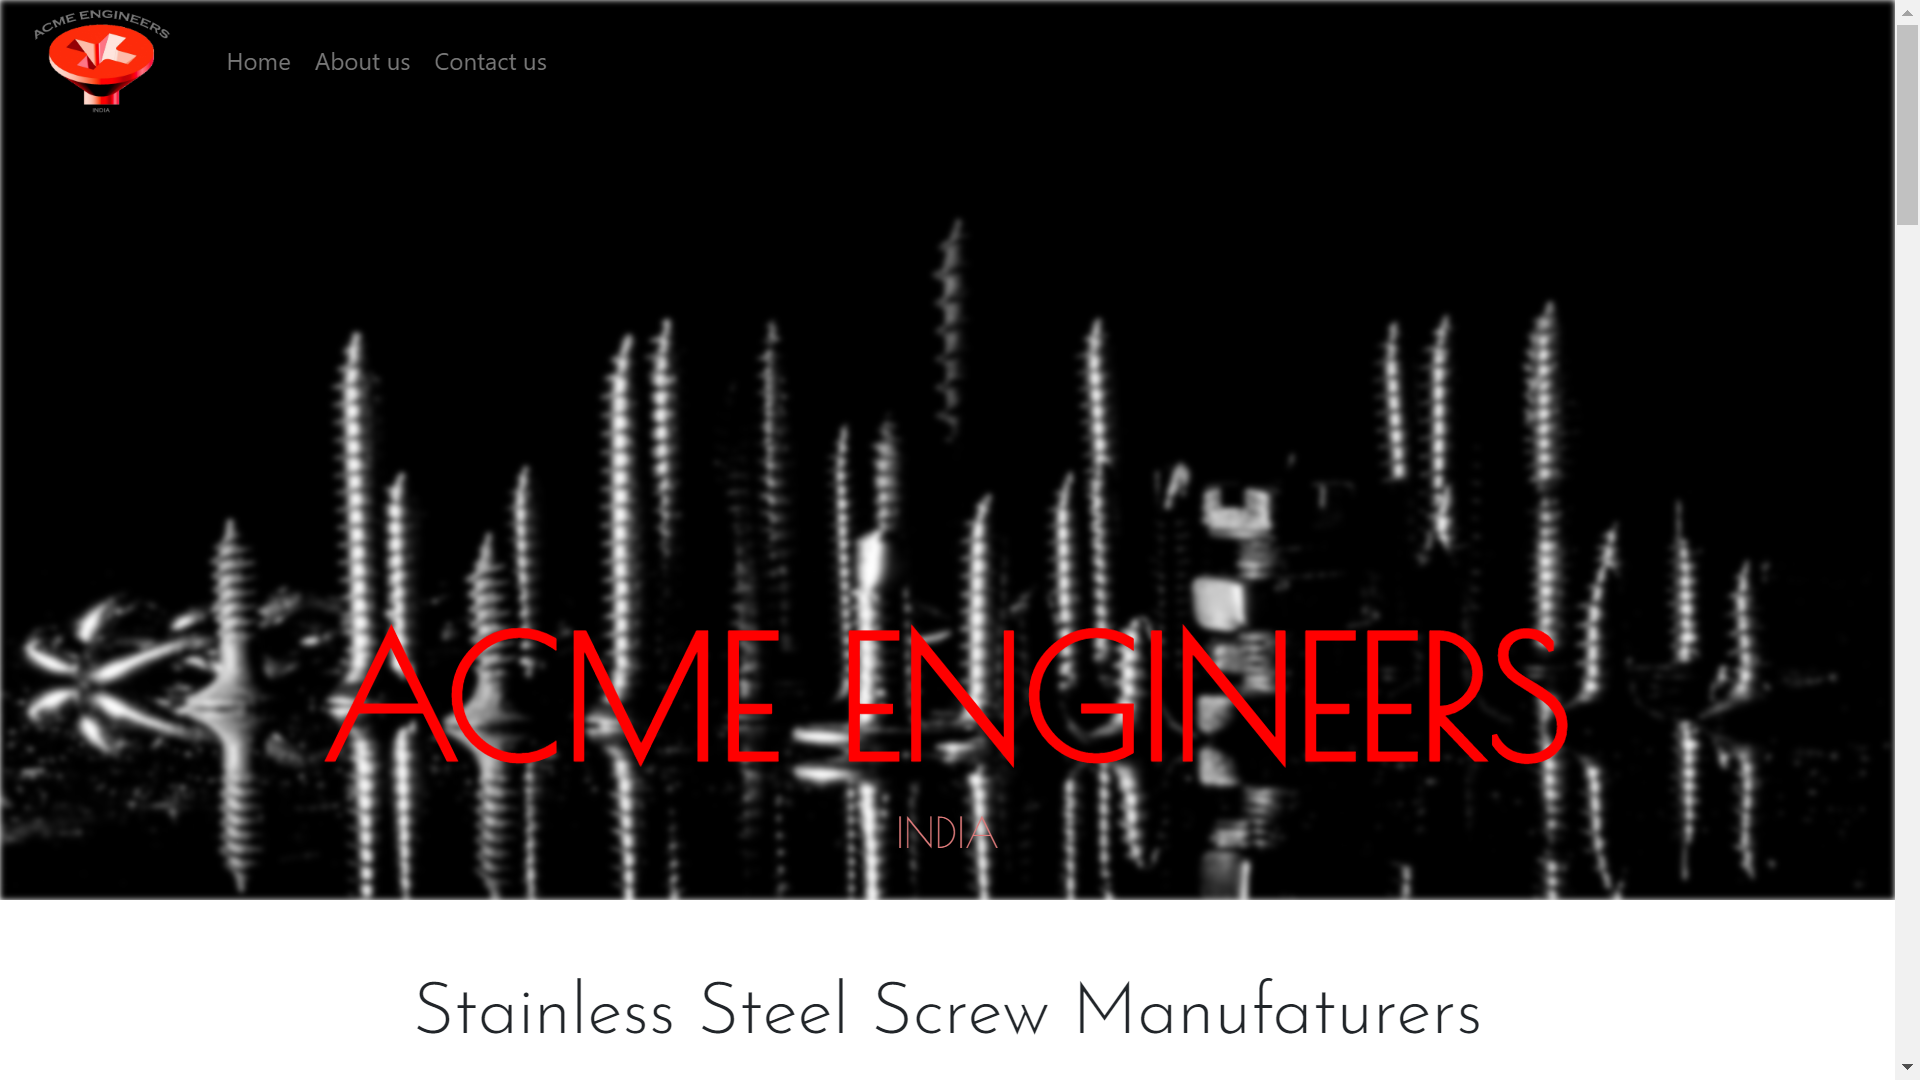 ACME ENGINEERS
INDIA
Home
About us
Contact us
ACME ENGINEERS
INDIA
Stainless Steel Screw Manufaturers